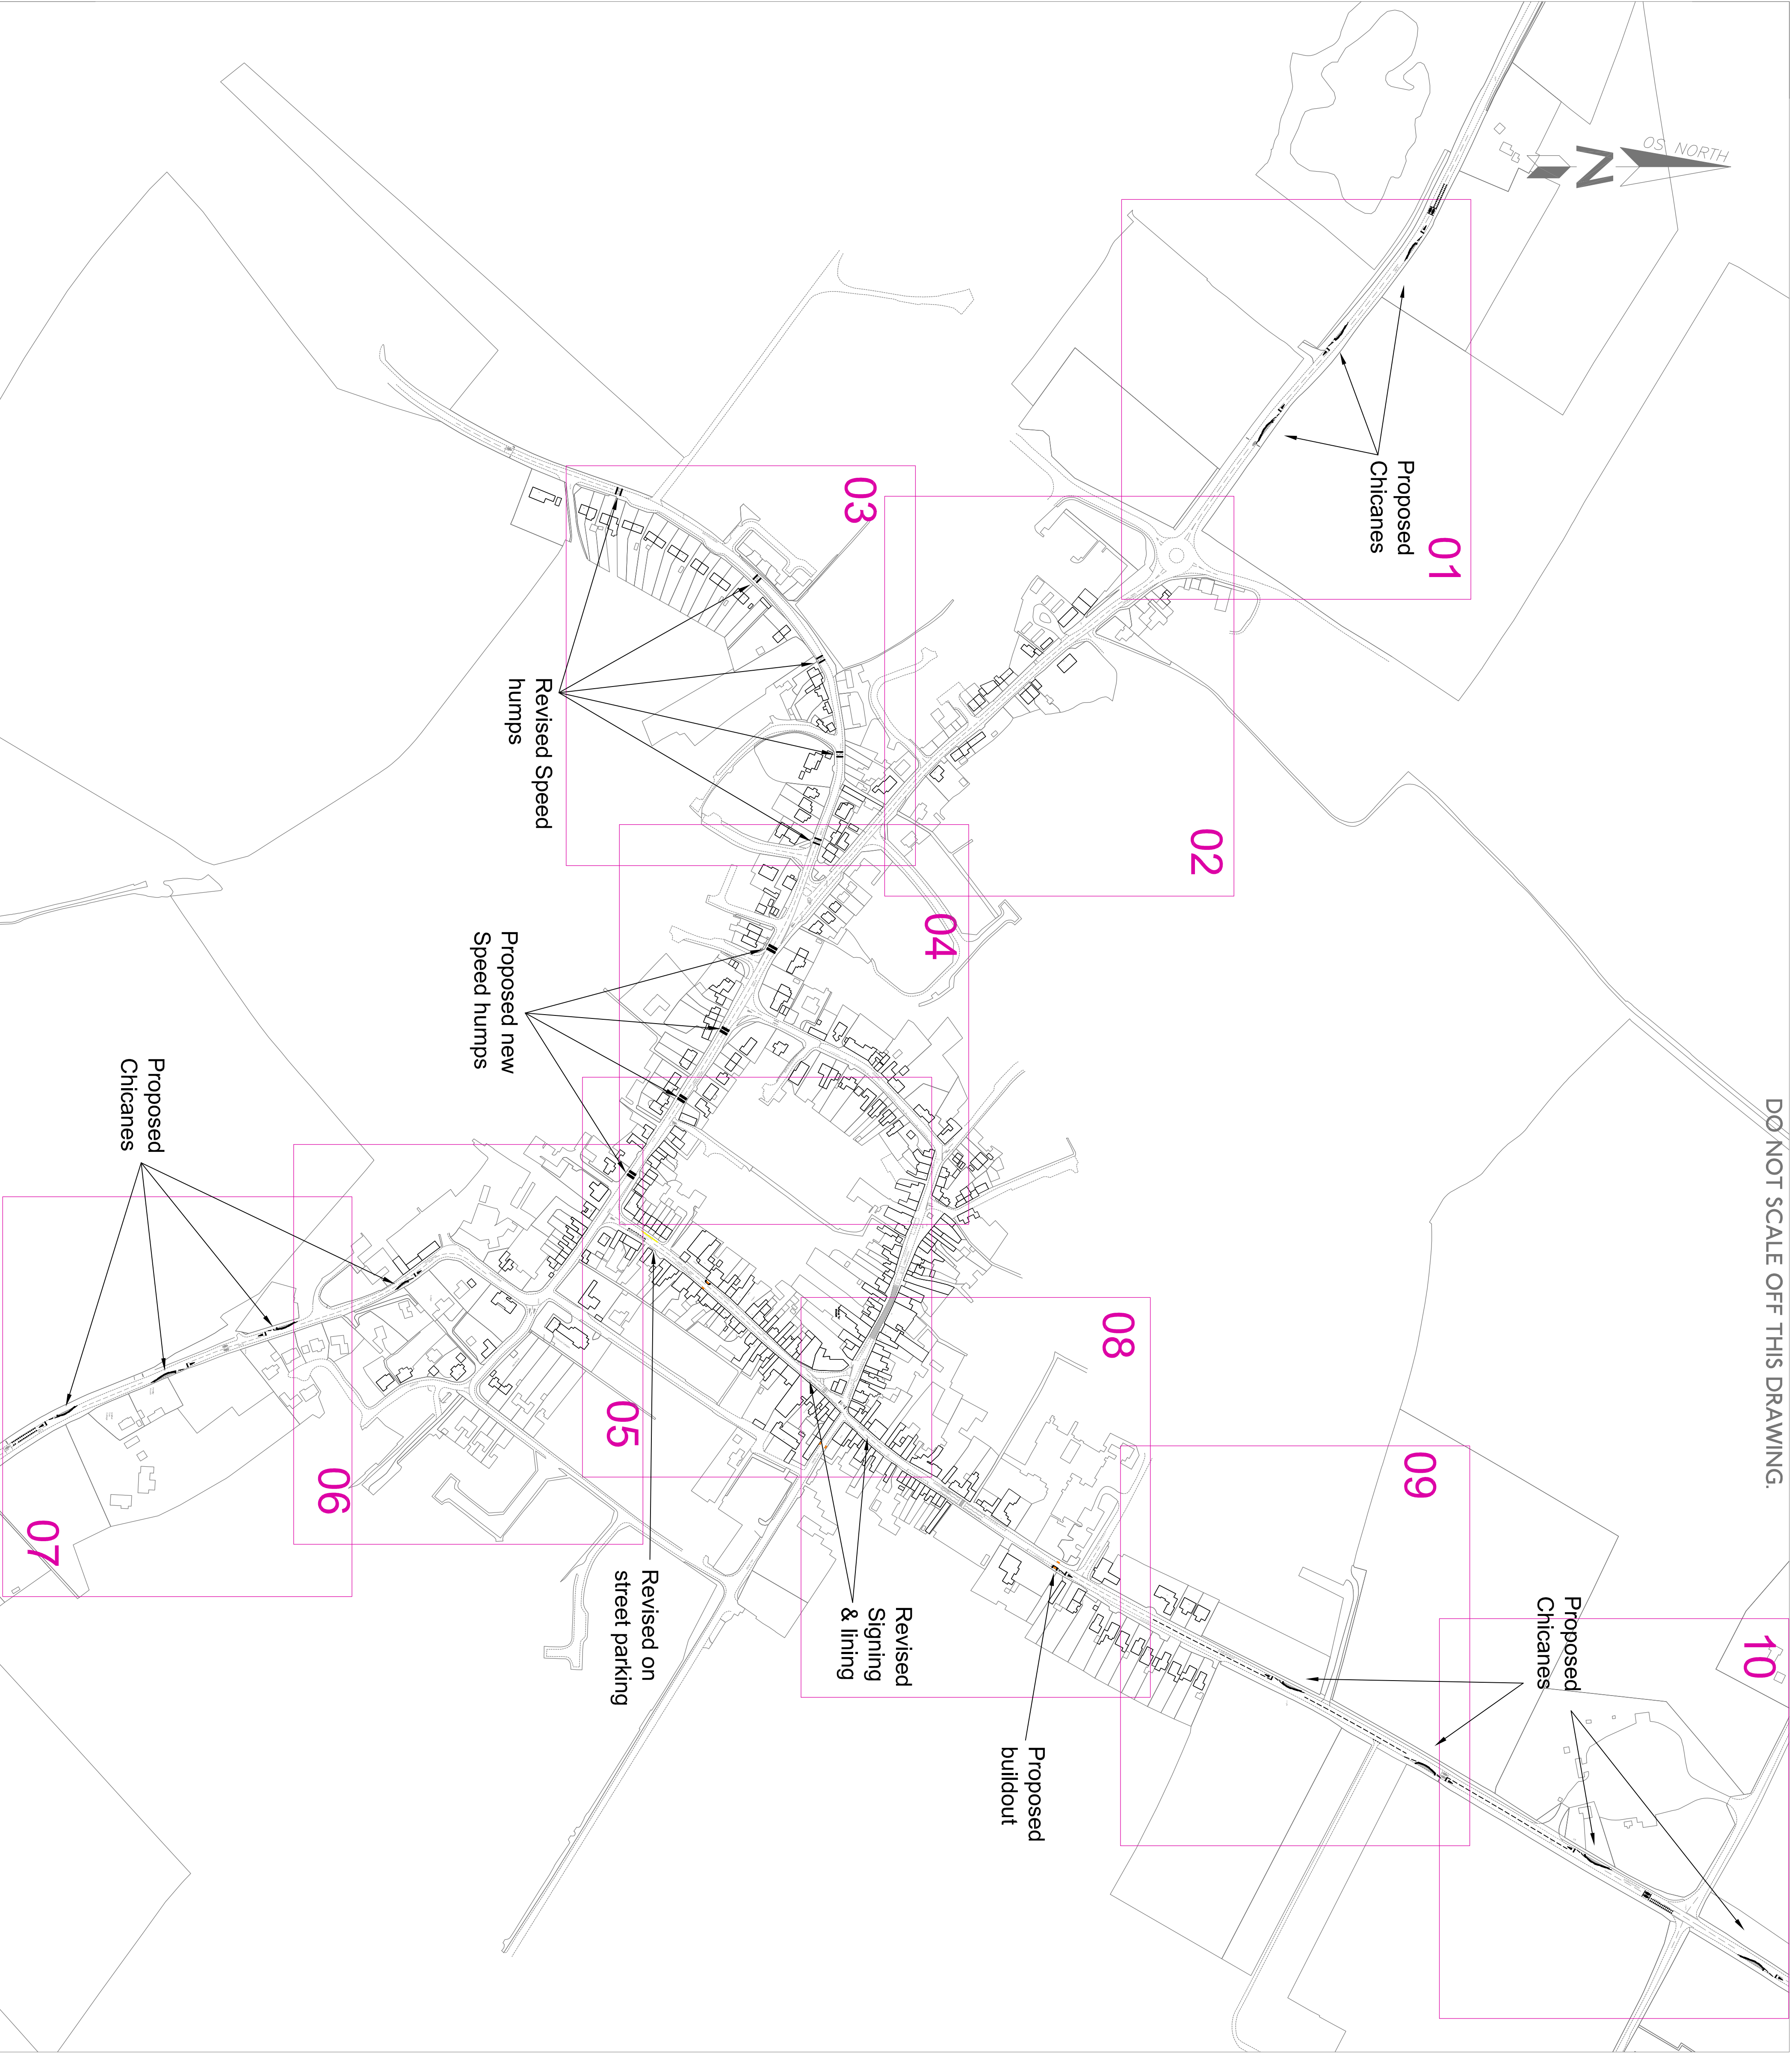 DO NOT SCALE OFF THIS DRAWING.
OS NORTH
N
01
Proposed
Chicanes
02
03
Revised Speed
humps
04
Proposed new
Speed humps
05
Revised on
street parking
06
07
Proposed
Chicanes
08
Revised
Signing
& lining
Proposed
buildout
09
10
Proposed
Chicanes